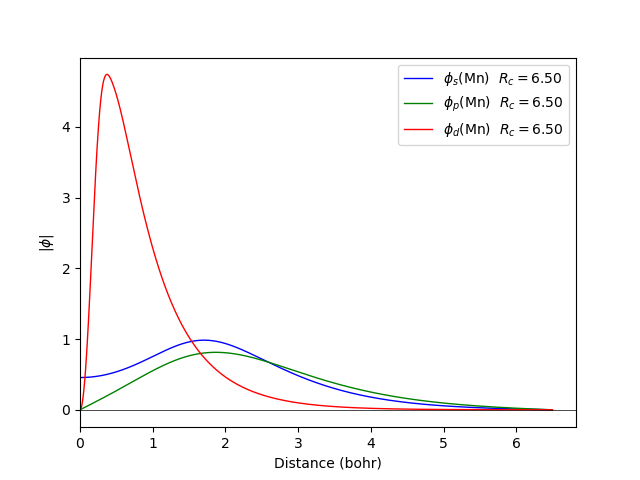 ϕs(Mn) Rc = 6.50
ϕp(Mn) Rc = 6.50
ϕd(Mn) Rc = 6.50
|ϕ|
4
3
2
1
0
0 1 2 3 4 5 6
Distance (bohr)